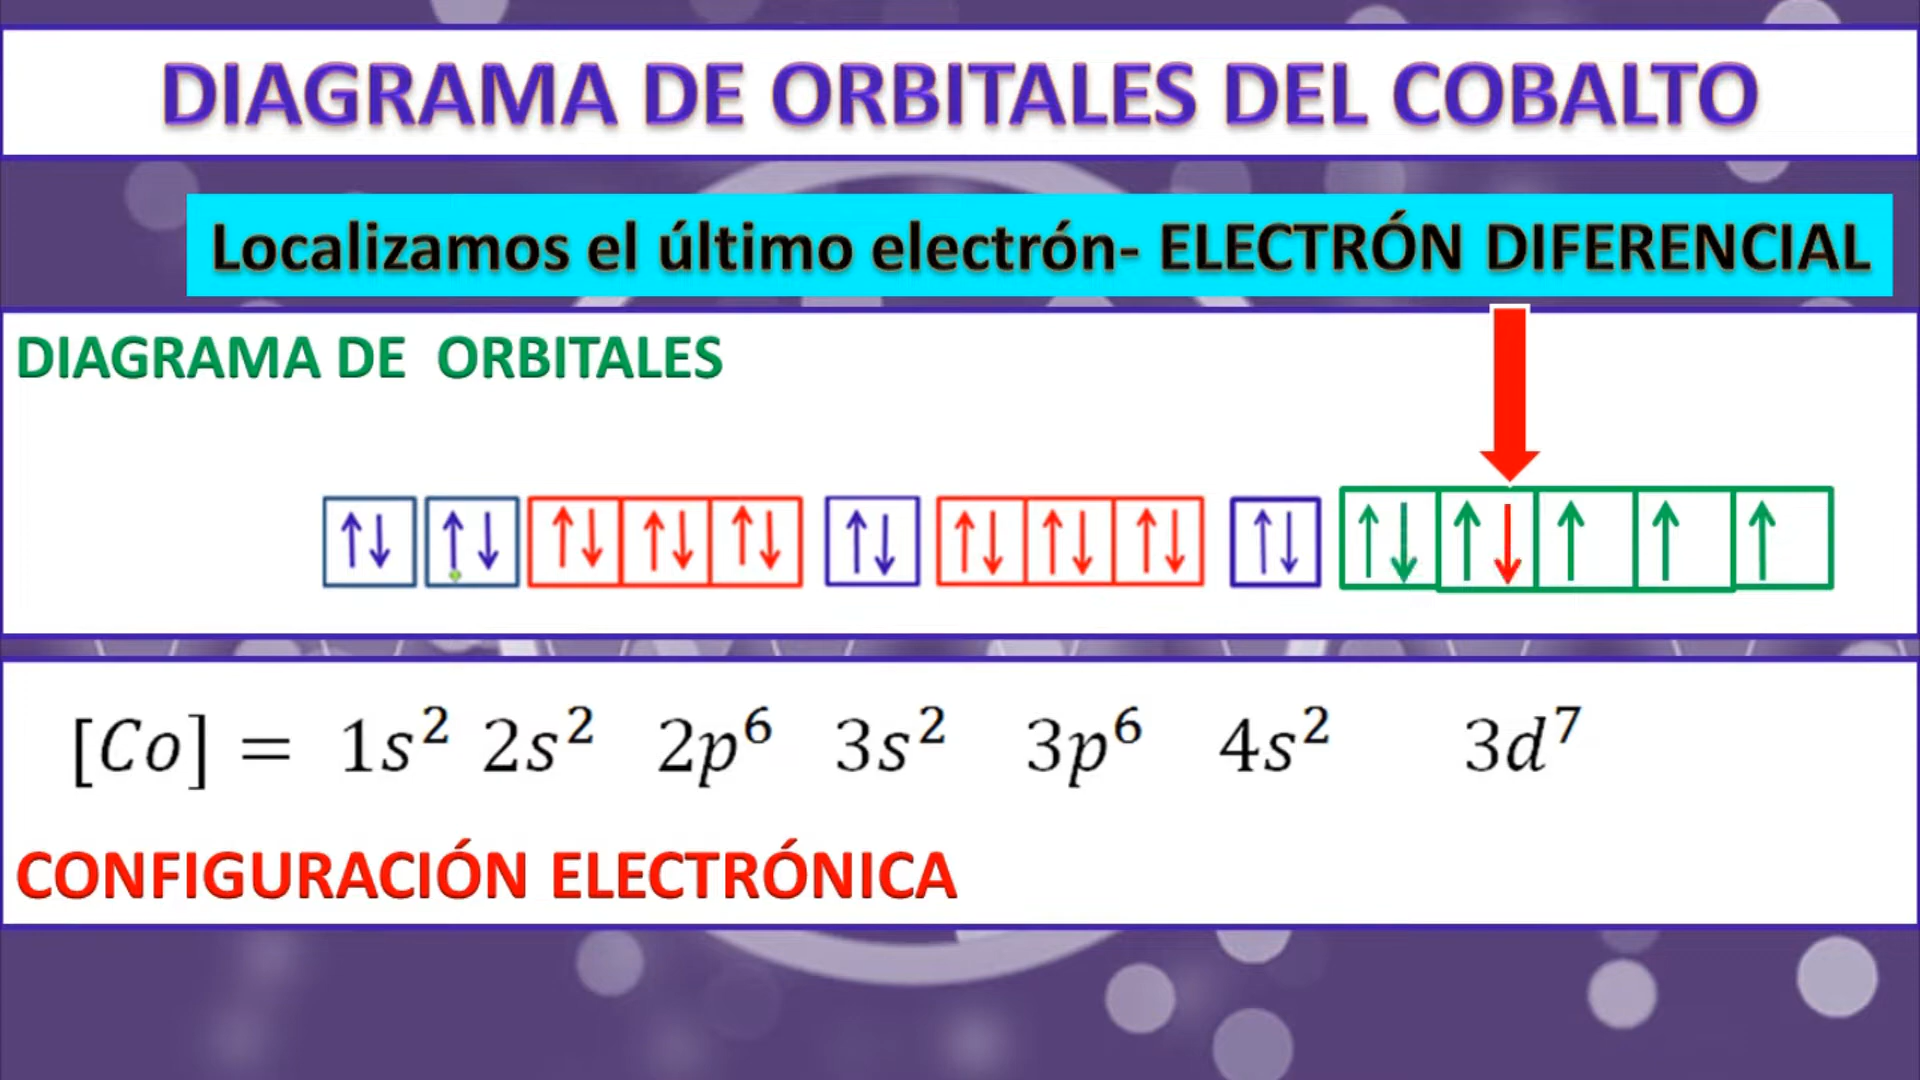 DIAGRAMA DE ORBITALES DEL COBALTO
Localizamos el último electrón- ELECTRÓN DIFERENCIAL
DIAGRAMA DE ORBITALES
↑↓ ↑↓ ↑↓ ↑↓ ↑↓ ↑↓ ↑↓ ↑↓ ↑↓ ↑↓ ↑↓ ↑↓ ↑ ↑ ↑
[Co] = 1s² 2s² 2p⁶ 3s² 3p⁶ 4s² 3d⁷
CONFIGURACIÓN ELECTRÓNICA